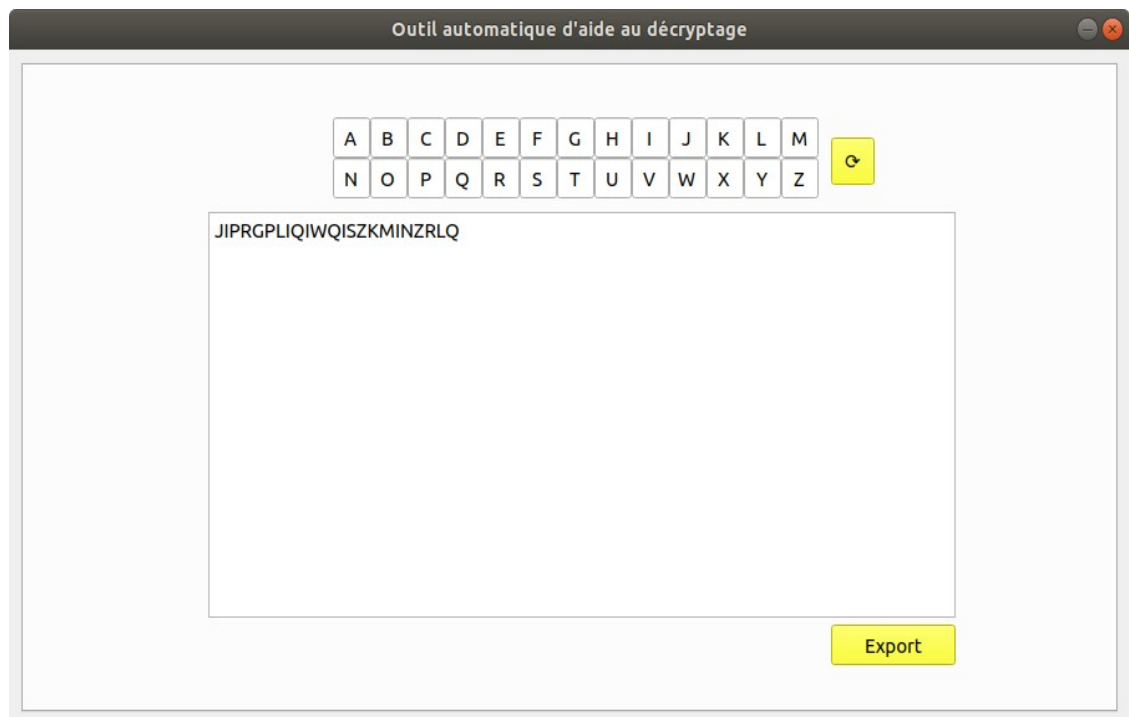 Outil automatique d'aide au décryptage
A B C D E F G H I J K L M
N O P Q R S T U V W X Y Z
JIPRGPLIQIWQISZKMINZRLQ
Export